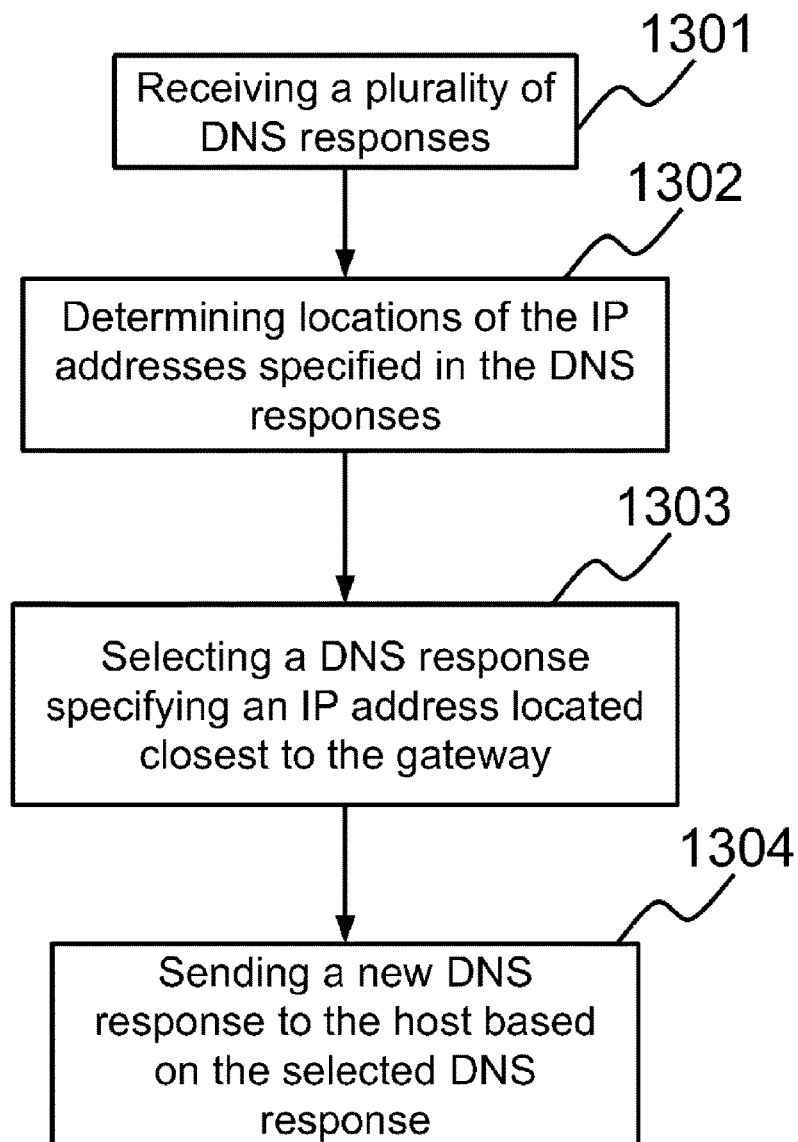 1301
Receiving a plurality of
DNS responses
1302
Determining locations of the IP
addresses specified in the DNS
responses
1303
Selecting a DNS response
specifying an IP address located
closest to the gateway
1304
Sending a new DNS
response to the host based
on the selected DNS
response